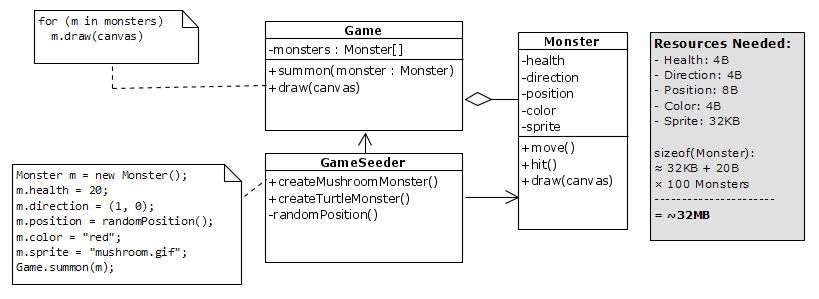 for (m in monsters)
m.draw(canvas)
Game
-monsters : Monster[]
+summon(monster : Monster)
+draw(canvas)
Monster
-health
-direction
-position
-color
-sprite
+move()
+hit()
+draw(canvas)
Resources Needed:
- Health: 4B
- Direction: 4B
- Position: 8B
- Color: 4B
- Sprite: 32KB
sizeof(Monster):
≈ 32KB + 20B
× 100 Monsters
----------------------
= ~32MB
Monster m = new Monster();
m.health = 20;
m.direction = (1, 0);
m.position = randomPosition();
m.color = "red";
m.sprite = "mushroom.gif";
Game.summon(m);
GameSeeder
+createMushroomMonster()
+createTurtleMonster()
-randomPosition()